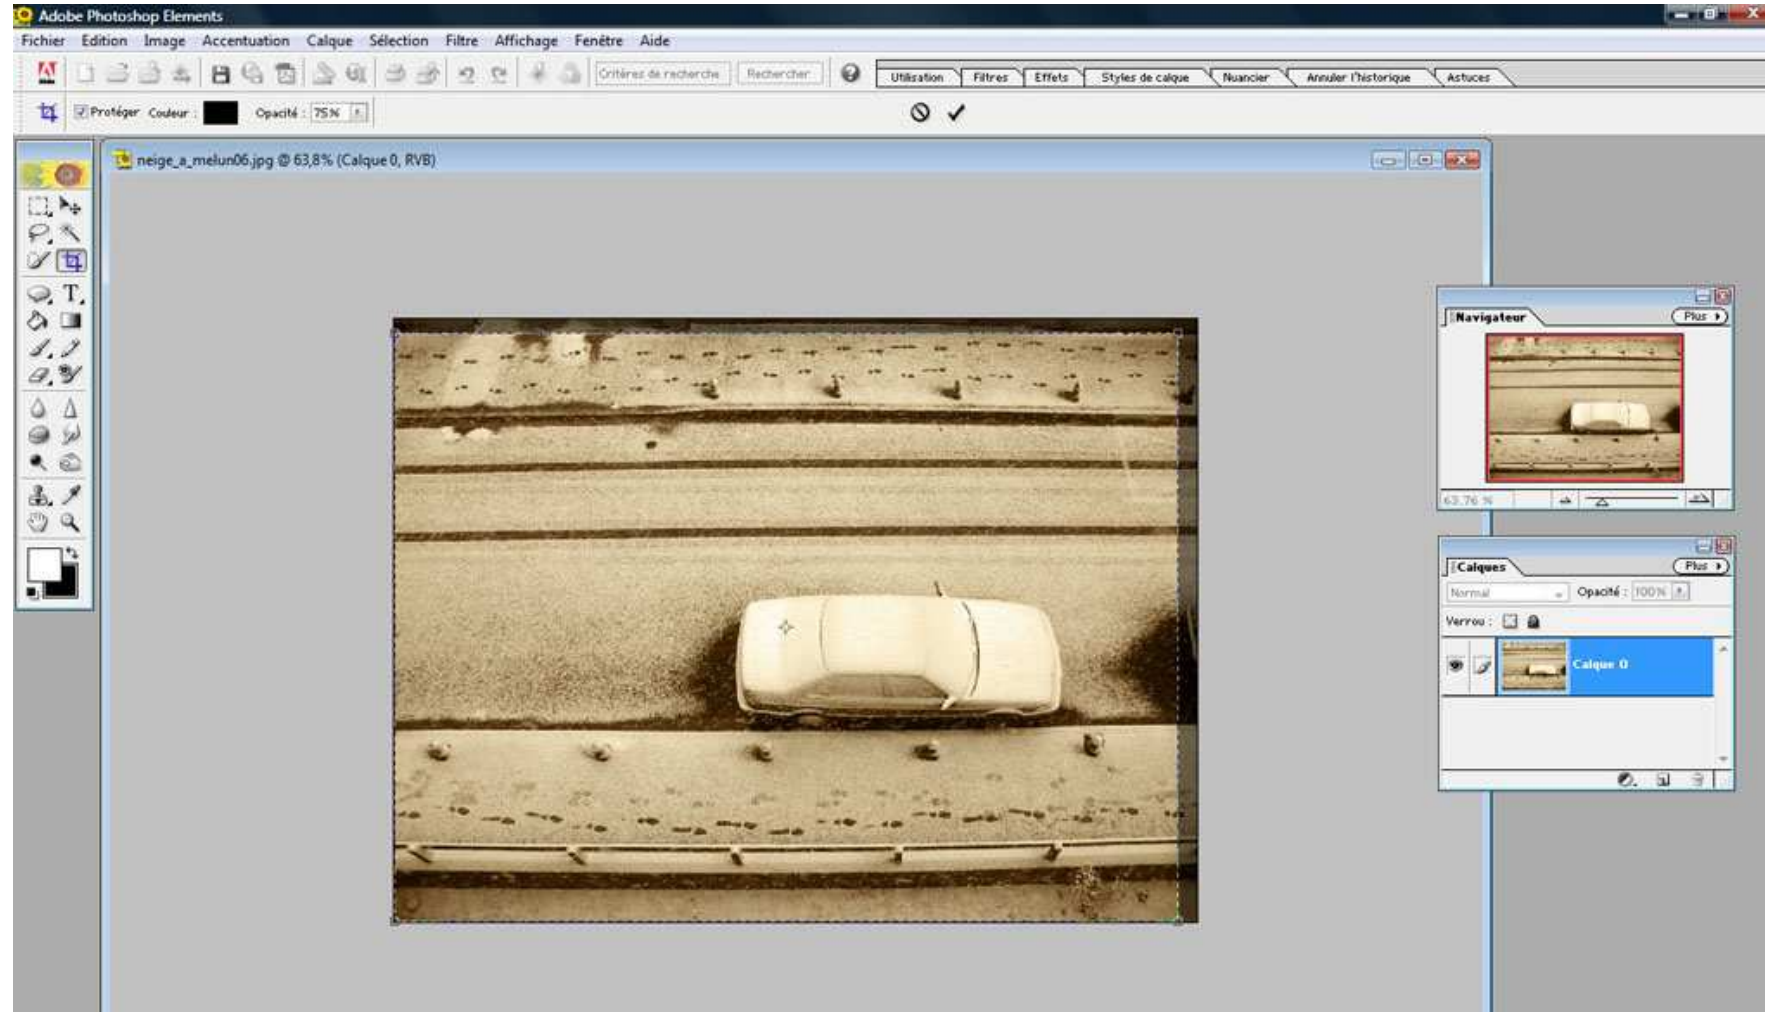 Adobe Photoshop Elements
Fichier Edition Image Accentuation Calque Sélection Filtre Affichage Fenêtre Aide
Critères de recherche Rechercher Utilisation Filtres Effets Styles de calque Nuancier Annuler l'historique Astuces
Protéger Couleur : Opacité : 75%
neige_a_melun06.jpg @ 63,8% (Calque 0, RVB)
T
Navigateur Plus
63.76 %
Calques Plus
Normal Opacité : 100%
Verrou :
Calque 0